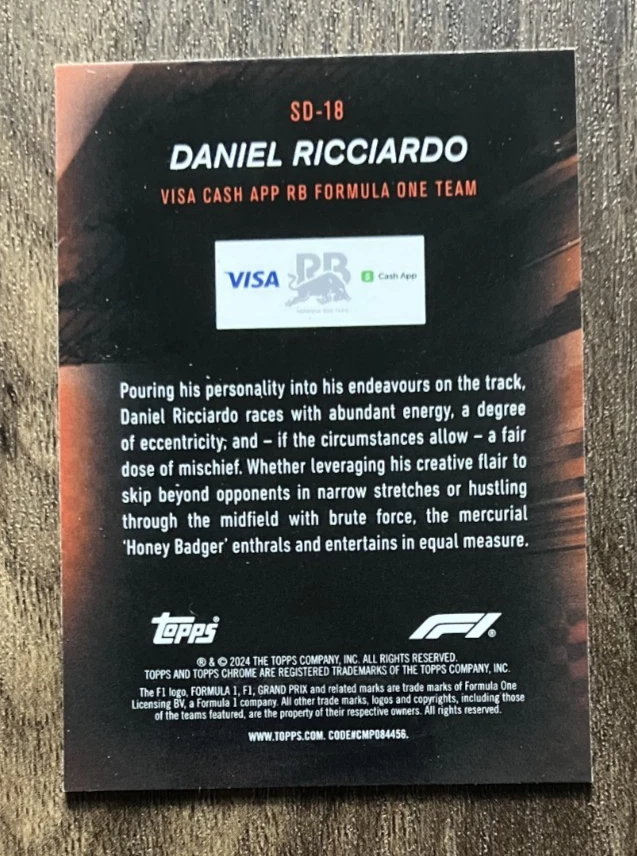 SD-18
DANIEL RICCIARDO
VISA CASH APP RB FORMULA ONE TEAM
VISA RB Cash App
FORMULA ONE TEAM
Pouring his personality into his endeavours on the track,
Daniel Ricciardo races with abundant energy, a degree
of eccentricity; and – if the circumstances allow – a fair
dose of mischief. Whether leveraging his creative flair to
skip beyond opponents in narrow stretches or hustling
through the midfield with brute force, the mercurial
'Honey Badger' enthrals and entertains in equal measure.
Topps® F1®
® & © 2024 THE TOPPS COMPANY, INC. ALL RIGHTS RESERVED.
TOPPS AND TOPPS CHROME ARE REGISTERED TRADEMARKS OF THE TOPPS COMPANY, INC.
The F1 logo, FORMULA 1, F1, GRAND PRIX and related marks are trade marks of Formula One
Licensing BV, a Formula 1 company. All other trade marks, logos and copyrights, including those
of the teams featured, are the property of their respective owners. All rights reserved.
WWW.TOPPS.COM. CODE#CMP084456.